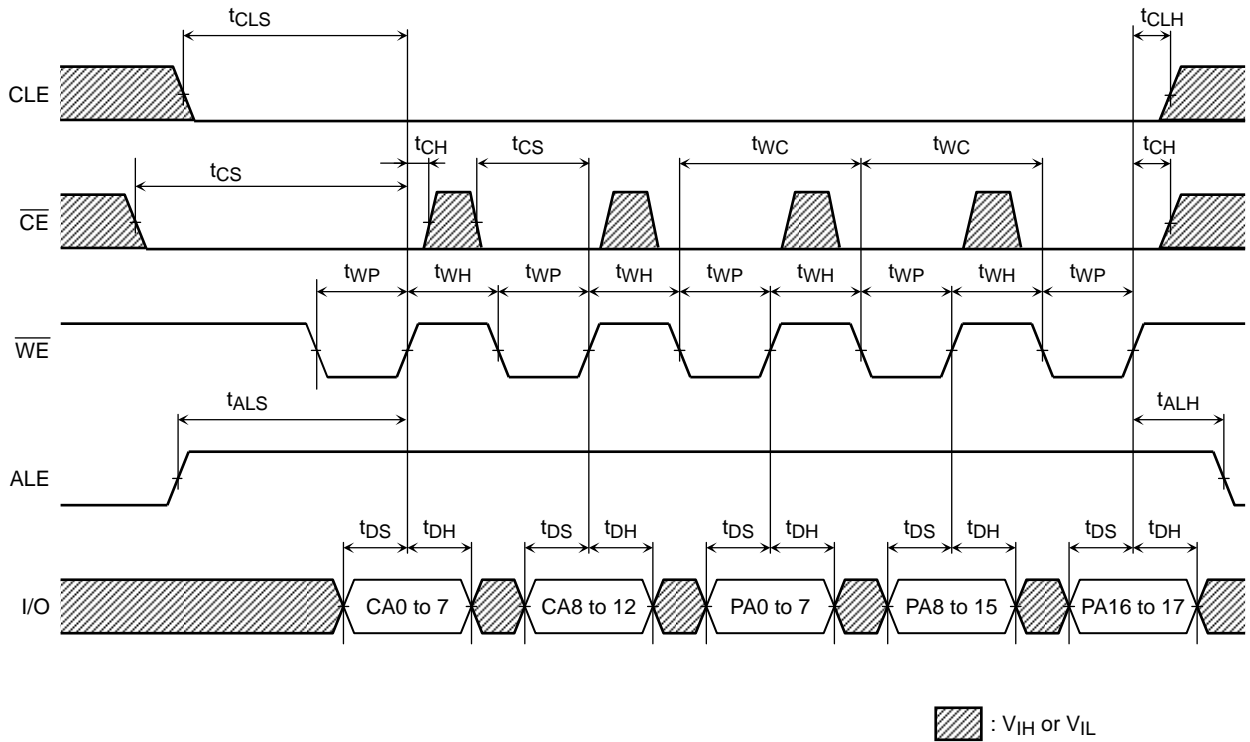 tCLS tCLH
CLE
tCH tCS tWC tWC tCH
tCS
CE
tWP tWH tWP tWH tWP tWH tWP tWH tWP
WE
tALS tALH
ALE
tDS tDH tDS tDH tDS tDH tDS tDH tDS tDH
I/O CA0 to 7 CA8 to 12 PA0 to 7 PA8 to 15 PA16 to 17
: VIH or VIL